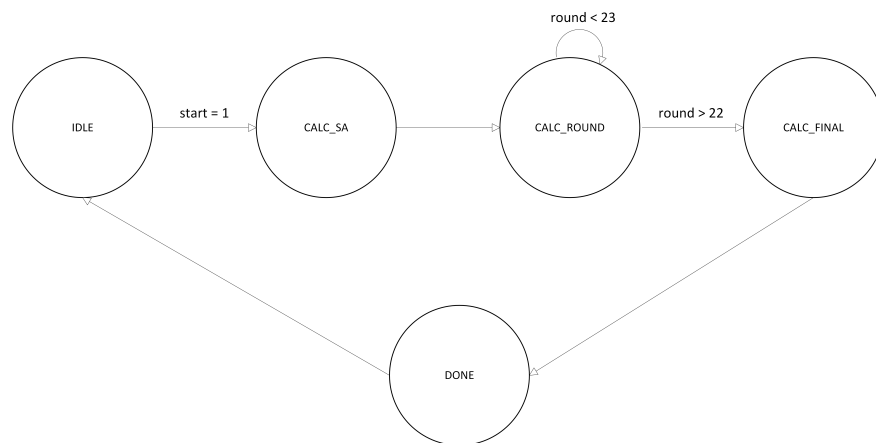 round < 23
start = 1
round > 22
IDLE
CALC_SA
CALC_ROUND
CALC_FINAL
DONE